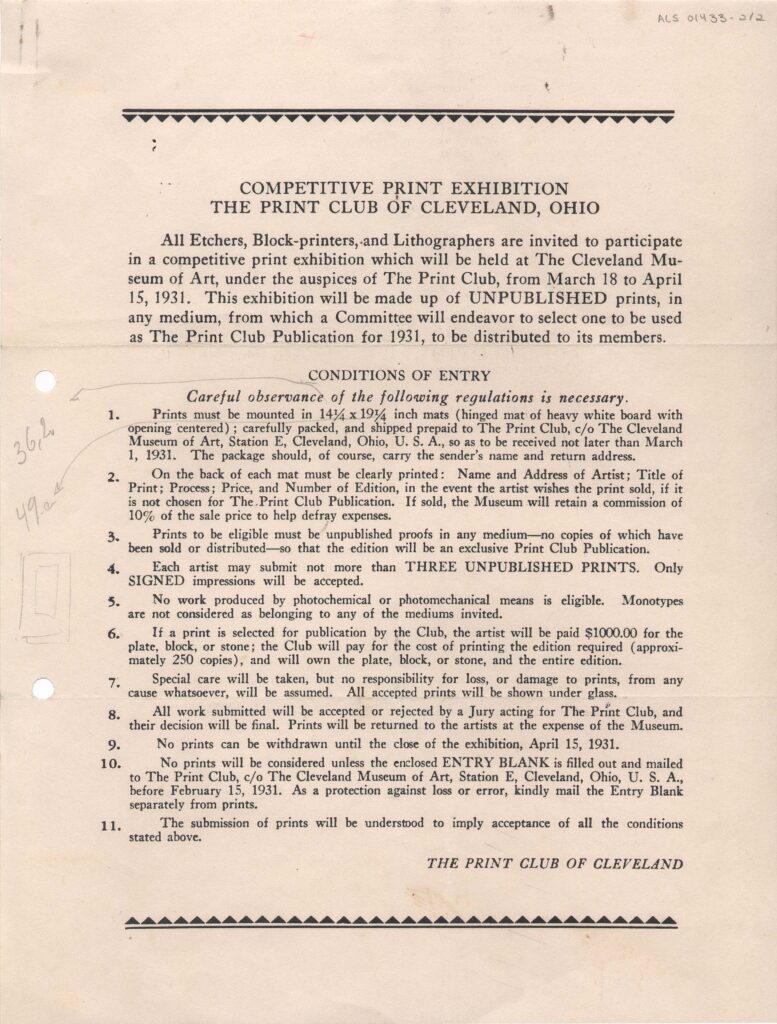 ALS 01433-2/2
COMPETITIVE PRINT EXHIBITION
THE PRINT CLUB OF CLEVELAND, OHIO
All Etchers, Block-printers, and Lithographers are invited to participate
in a competitive print exhibition which will be held at The Cleveland Mu-
seum of Art, under the auspices of The Print Club, from March 18 to April
15, 1931. This exhibition will be made up of UNPUBLISHED prints, in
any medium, from which a Committee will endeavor to select one to be used
as The Print Club Publication for 1931, to be distributed to its members.
CONDITIONS OF ENTRY
Careful observance of the following regulations is necessary.
1. Prints must be mounted in 14¼ x 19¼ inch mats (hinged mat of heavy white board with
opening centered); carefully packed, and shipped prepaid to The Print Club, c/o The Cleveland
Museum of Art, Station E, Cleveland, Ohio, U. S. A., so as to be received not later than March
1, 1931. The package should, of course, carry the sender's name and return address.
36,2
2. On the back of each mat must be clearly printed: Name and Address of Artist; Title of
Print; Process; Price, and Number of Edition, in the event the artist wishes the print sold, if it
is not chosen for The Print Club Publication. If sold, the Museum will retain a commission of
10% of the sale price to help defray expenses.
3. Prints to be eligible must be unpublished proofs in any medium—no copies of which have
been sold or distributed—so that the edition will be an exclusive Print Club Publication.
4. Each artist may submit not more than THREE UNPUBLISHED PRINTS. Only
SIGNED impressions will be accepted.
5. No work produced by photochemical or photomechanical means is eligible. Monotypes
are not considered as belonging to any of the mediums invited.
6. If a print is selected for publication by the Club, the artist will be paid $1000.00 for the
plate, block, or stone; the Club will pay for the cost of printing the edition required (approxi-
mately 250 copies), and will own the plate, block, or stone, and the entire edition.
7. Special care will be taken, but no responsibility for loss, or damage to prints, from any
cause whatsoever, will be assumed. All accepted prints will be shown under glass.
8. All work submitted will be accepted or rejected by a Jury acting for The Print Club, and
their decision will be final. Prints will be returned to the artists at the expense of the Museum.
9. No prints can be withdrawn until the close of the exhibition, April 15, 1931.
10. No prints will be considered unless the enclosed ENTRY BLANK is filled out and mailed
to The Print Club, c/o The Cleveland Museum of Art, Station E, Cleveland, Ohio, U. S. A.,
before February 15, 1931. As a protection against loss or error, kindly mail the Entry Blank
separately from prints.
11. The submission of prints will be understood to imply acceptance of all the conditions
stated above.
THE PRINT CLUB OF CLEVELAND